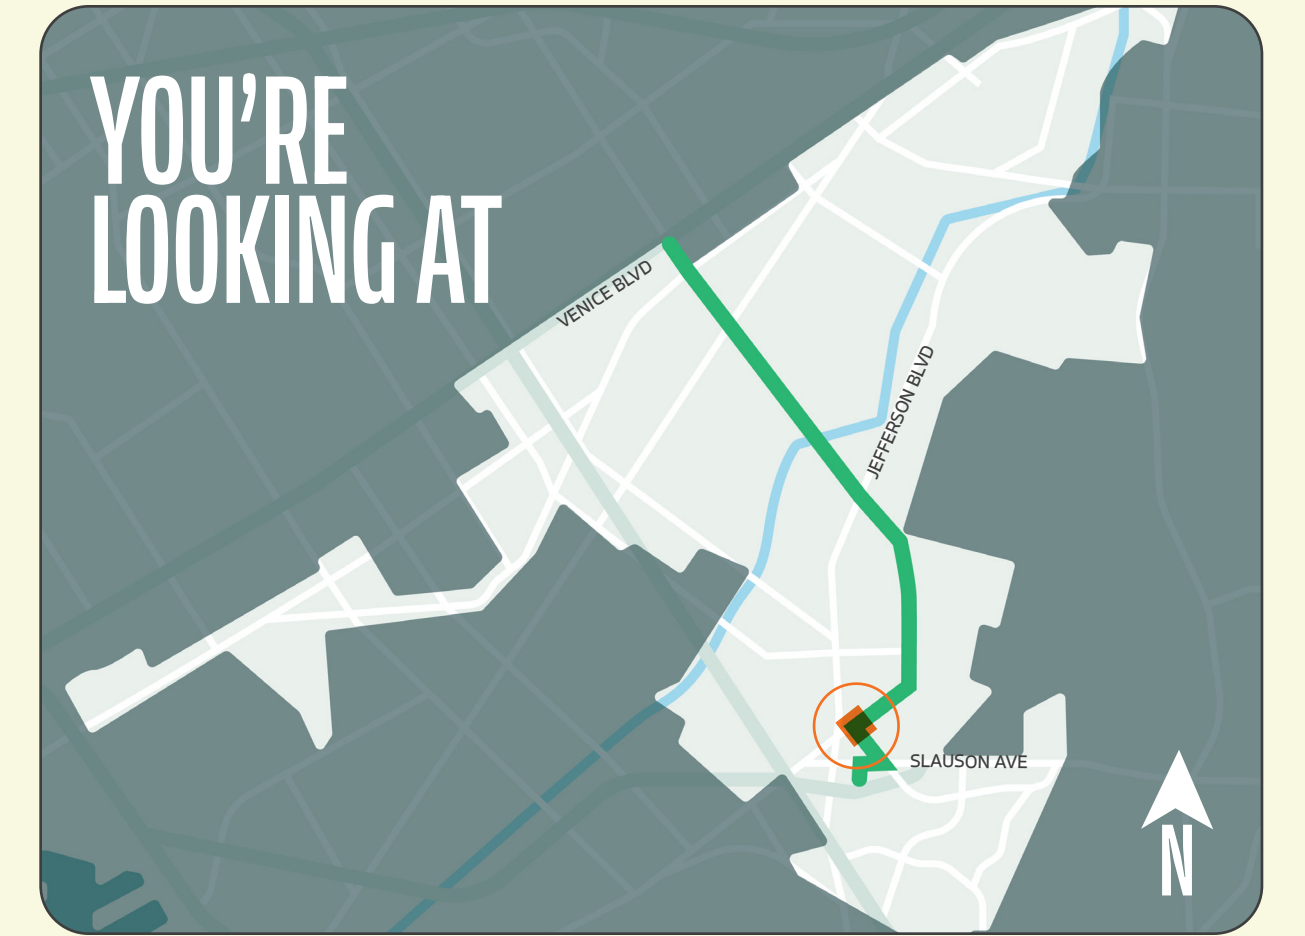 YOU'RE
LOOKING AT
VENICE BLVD
JEFFERSON BLVD
SLAUSON AVE
N